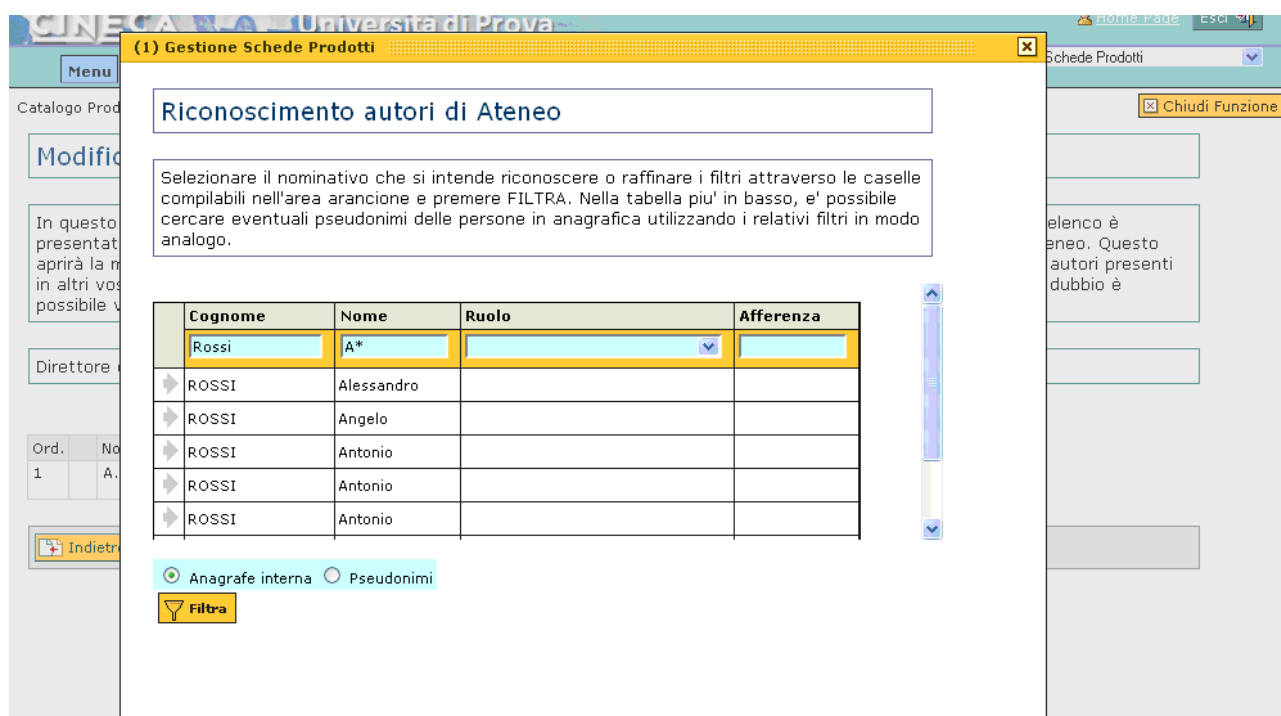 CINECA Università di Prova
Home Page Esci
(1) Gestione Schede Prodotti
Menu
Schede Prodotti
Catalogo Prod
Chiudi Funzione
Riconoscimento autori di Ateneo
Modific
Selezionare il nominativo che si intende riconoscere o raffinare i filtri attraverso le caselle
compilabili nell'area arancione e premere FILTRA. Nella tabella piu' in basso, e' possibile
cercare eventuali pseudonimi delle persone in anagrafica utilizzando i relativi filtri in modo
analogo.
In questo
presentat
aprirà la m
in altri vos
possibile v
elenco è
eneo. Questo
autori presenti
dubbio è
Direttore
Cognome Nome Ruolo Afferenza
Rossi A*
ROSSI Alessandro
ROSSI Angelo
ROSSI Antonio
ROSSI Antonio
ROSSI Antonio
Ord. No
1 A.
Indietro
Anagrafe interna Pseudonimi
Filtra